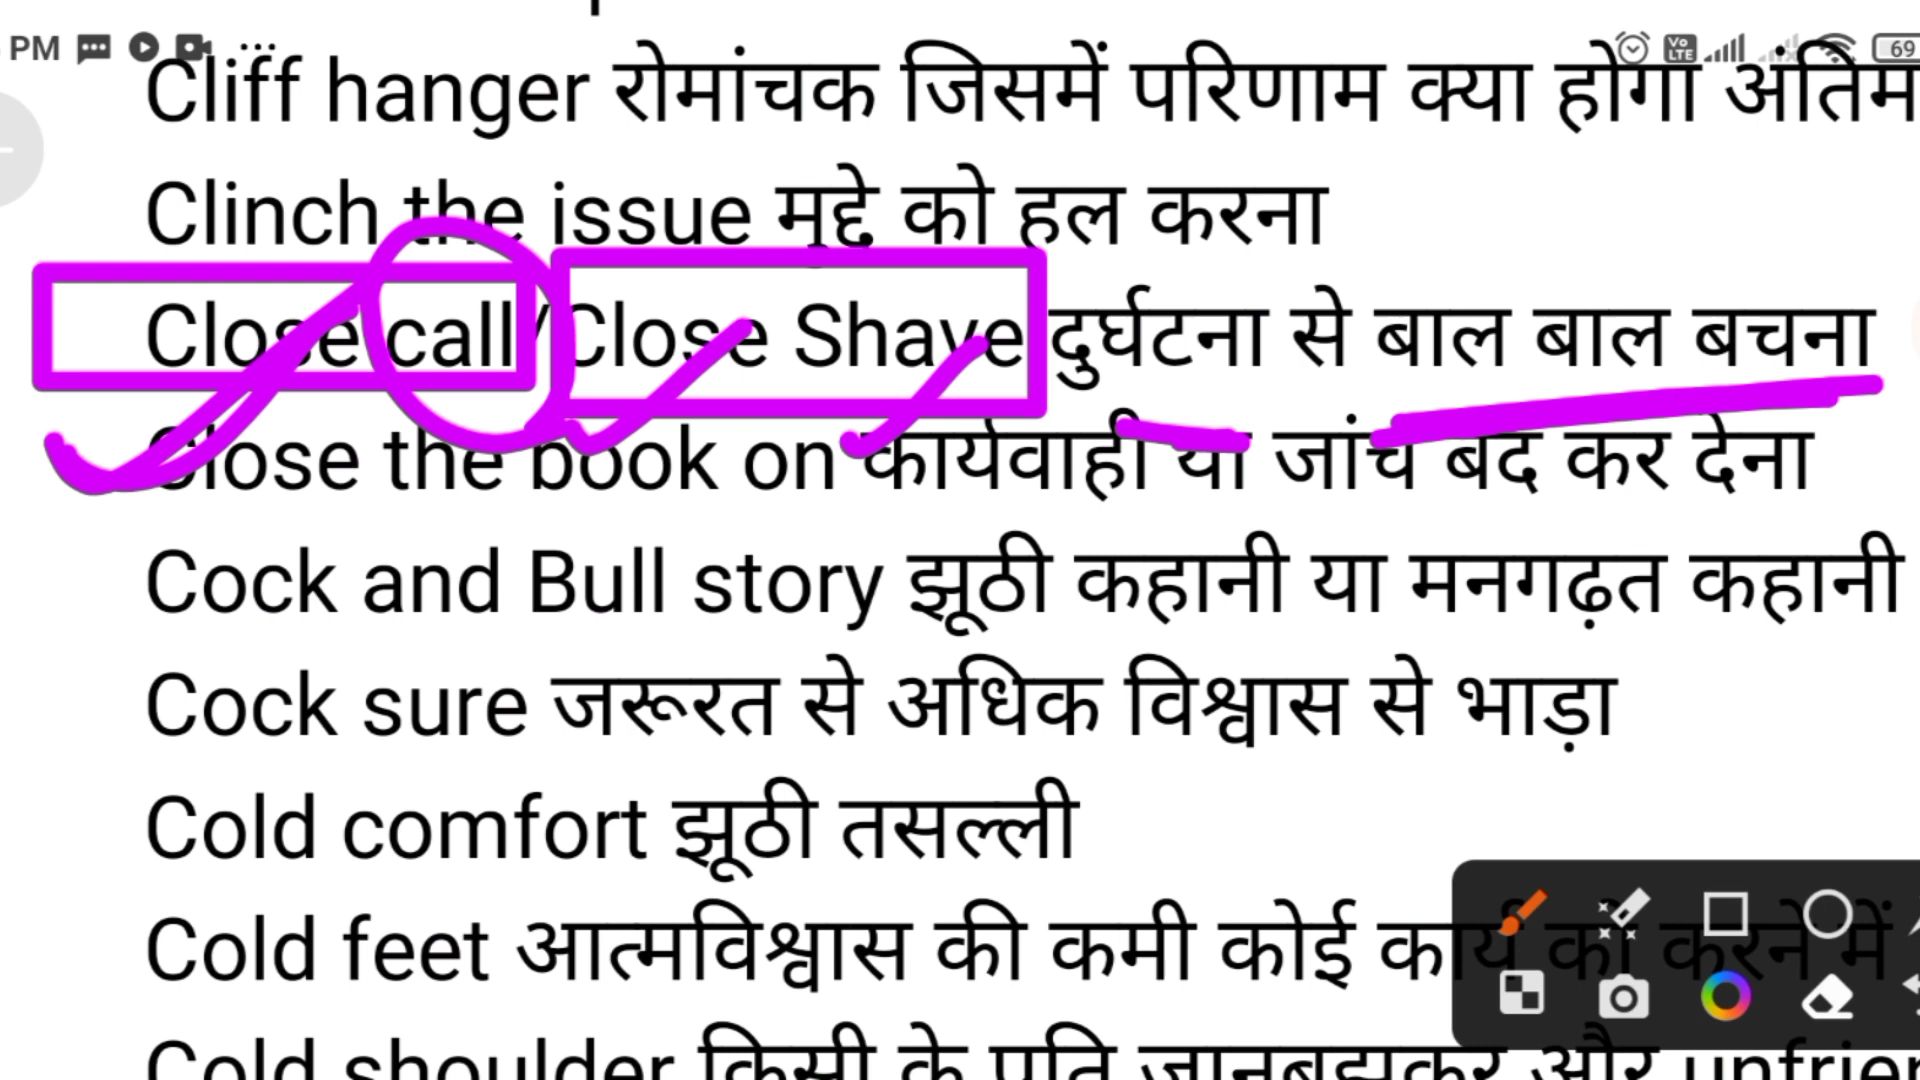 PM 69
Cliff hanger रोमांचक जिसमें परिणाम क्या होगा अंतिम
Clinch the issue मुद्दे को हल करना
Close call/Close Shave दुर्घटना से बाल बाल बचना
Close the book on कार्यवाही या जांच बंद कर देना
Cock and Bull story झूठी कहानी या मनगढ़त कहानी
Cock sure जरूरत से अधिक विश्वास से भाड़ा
Cold comfort झूठी तसल्ली
Cold feet आत्मविश्वास की कमी कोई कार्य को करने में
Cold shoulder किसी के प्रति जानबूझकर और